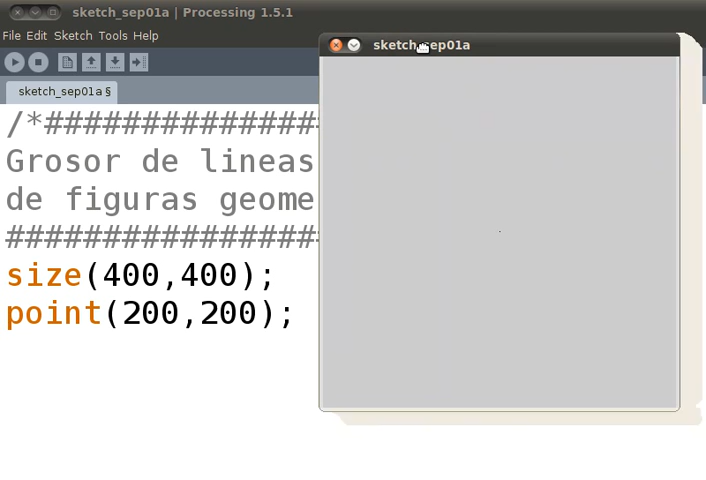 sketch_sep01a | Processing 1.5.1
File Edit Sketch Tools Help
sketch_sep01a §
sketch_sep01a
/*###############
Grosor de lineas
de figuras geome
#################
size(400,400);
point(200,200);